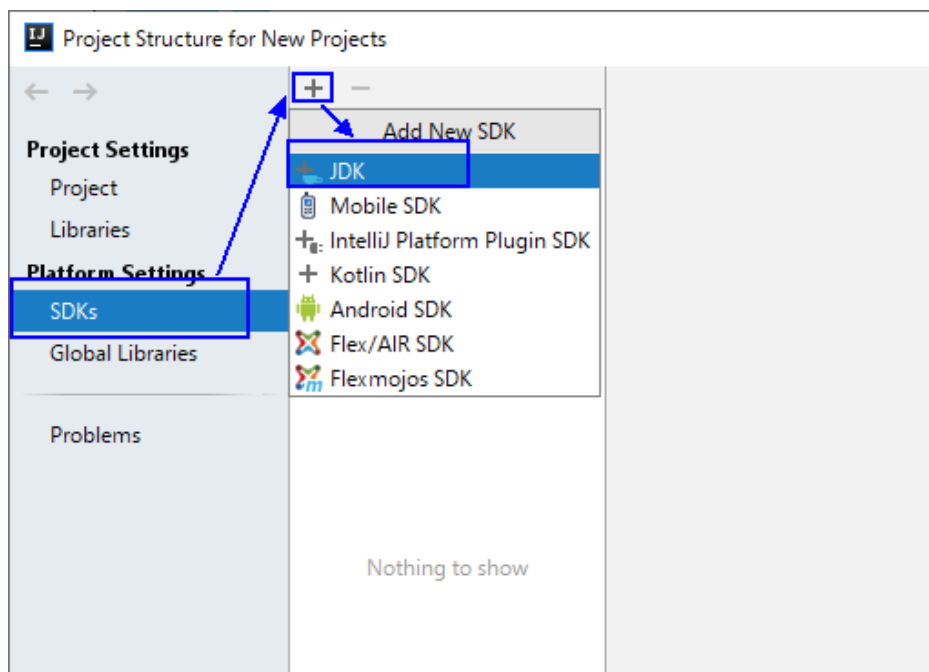 IJ Project Structure for New Projects
Project Settings
Project
Libraries
Platform Settings
SDKs
Global Libraries
Problems
Add New SDK
JDK
Mobile SDK
IntelliJ Platform Plugin SDK
Kotlin SDK
Android SDK
Flex/AIR SDK
Flexmojos SDK
Nothing to show